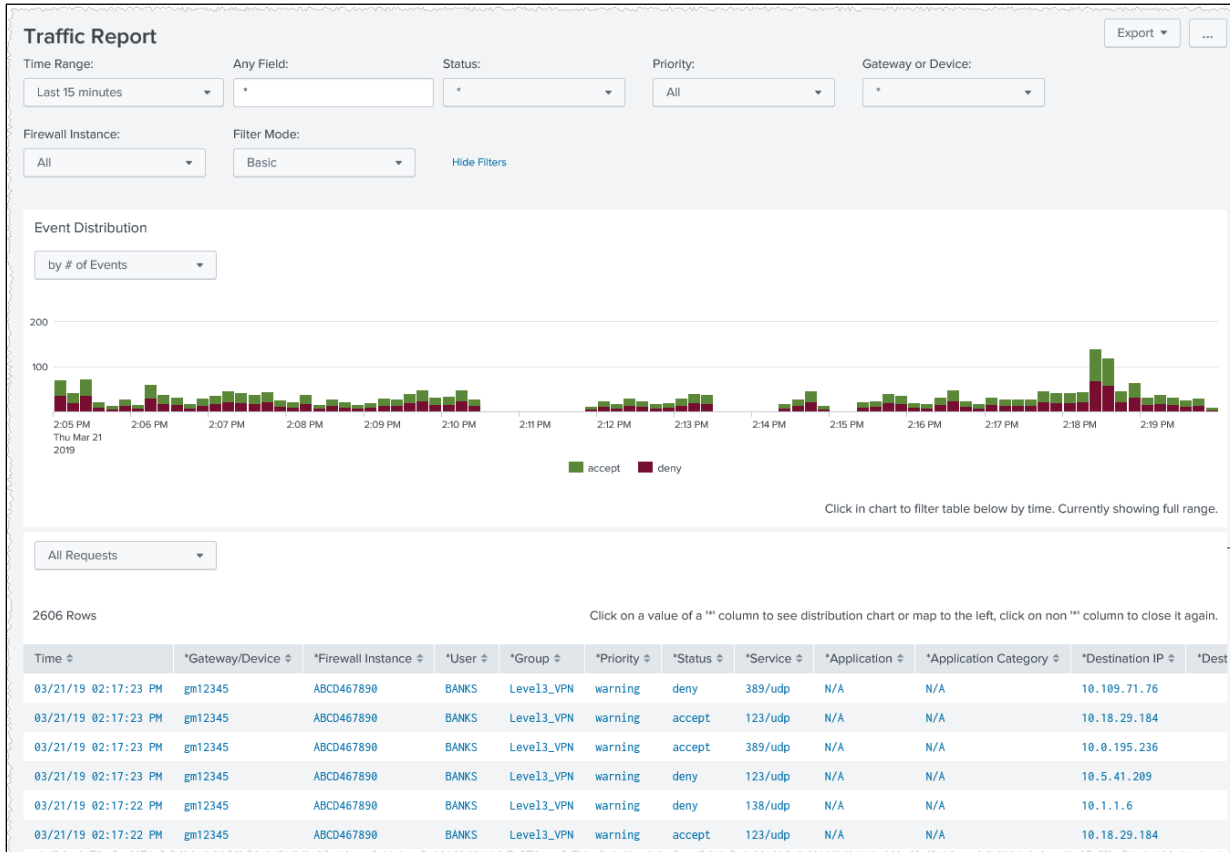 Traffic Report
Export
...
Time Range:
Any Field:
Status:
Priority:
Gateway or Device:
Last 15 minutes
*
*
All
*
Firewall Instance:
Filter Mode:
All
Basic
Hide Filters
Event Distribution
by # of Events
200
100
2:05 PM 2:06 PM 2:07 PM 2:08 PM 2:09 PM 2:10 PM 2:11 PM 2:12 PM 2:13 PM 2:14 PM 2:15 PM 2:16 PM 2:17 PM 2:18 PM 2:19 PM
Thu Mar 21
2019
accept deny
Click in chart to filter table below by time. Currently showing full range.
All Requests
2606 Rows
Click on a value of a '*' column to see distribution chart or map to the left, click on non '*' column to close it again.
Time *Gateway/Device *Firewall Instance *User *Group *Priority *Status *Service *Application *Application Category *Destination IP *Dest
03/21/19 02:17:23 PM gm12345 ABCD467890 BANKS Level3_VPN warning deny 389/udp N/A N/A 10.109.71.76
03/21/19 02:17:23 PM gm12345 ABCD467890 BANKS Level3_VPN warning accept 123/udp N/A N/A 10.18.29.184
03/21/19 02:17:23 PM gm12345 ABCD467890 BANKS Level3_VPN warning accept 389/udp N/A N/A 10.0.195.236
03/21/19 02:17:23 PM gm12345 ABCD467890 BANKS Level3_VPN warning deny 123/udp N/A N/A 10.5.41.209
03/21/19 02:17:22 PM gm12345 ABCD467890 BANKS Level3_VPN warning deny 138/udp N/A N/A 10.1.1.6
03/21/19 02:17:22 PM gm12345 ABCD467890 BANKS Level3_VPN warning accept 123/udp N/A N/A 10.18.29.184